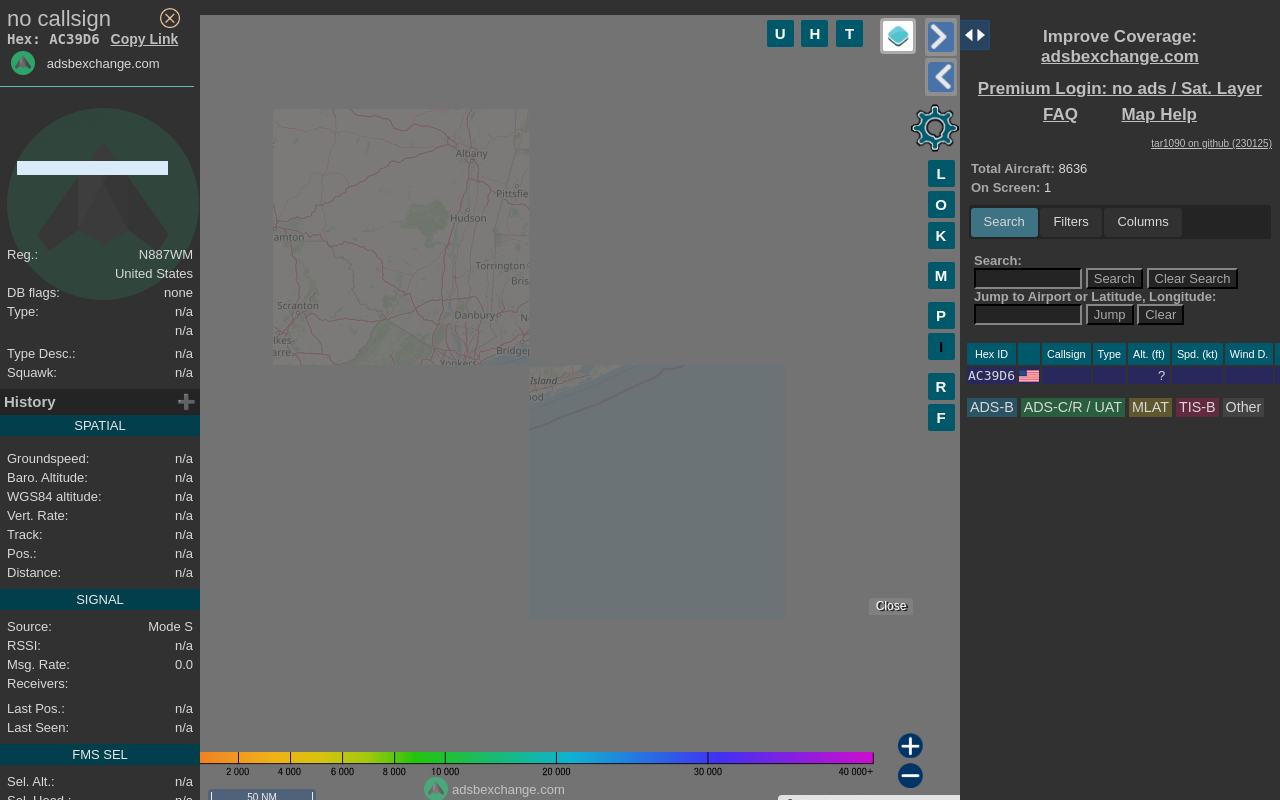 no callsign
Hex: AC39D6 Copy Link
adsbexchange.com
Reg.: N887WM
United States
DB flags: none
Type: n/a
n/a
Type Desc.: n/a
Squawk: n/a
History
SPATIAL
Groundspeed: n/a
Baro. Altitude: n/a
WGS84 altitude: n/a
Vert. Rate: n/a
Track: n/a
Pos.: n/a
Distance: n/a
SIGNAL
Source: Mode S
RSSI: n/a
Msg. Rate: 0.0
Receivers:
Last Pos.: n/a
Last Seen: n/a
FMS SEL
Sel. Alt.: n/a
U H T
L
O
K
M
P
I
R
F
Albany
Pittsfie
Hudson
amton
Torrington
Bris
Scranton
Danbury
N
lkes-
arre
Bridge
Yonkers
Island
ood
Close
2 000 4 000 6 000 8 000 10 000 20 000 30 000 40 000+
adsbexchange.com
50 NM
Improve Coverage:
adsbexchange.com
Premium Login: no ads / Sat. Layer
FAQ Map Help
tar1090 on github (230125)
Total Aircraft: 8636
On Screen: 1
Search Filters Columns
Search:
Search Clear Search
Jump to Airport or Latitude, Longitude:
Jump Clear
Hex ID Callsign Type Alt. (ft) Spd. (kt) Wind D.
AC39D6 ?
ADS-B ADS-C/R / UAT MLAT TIS-B Other